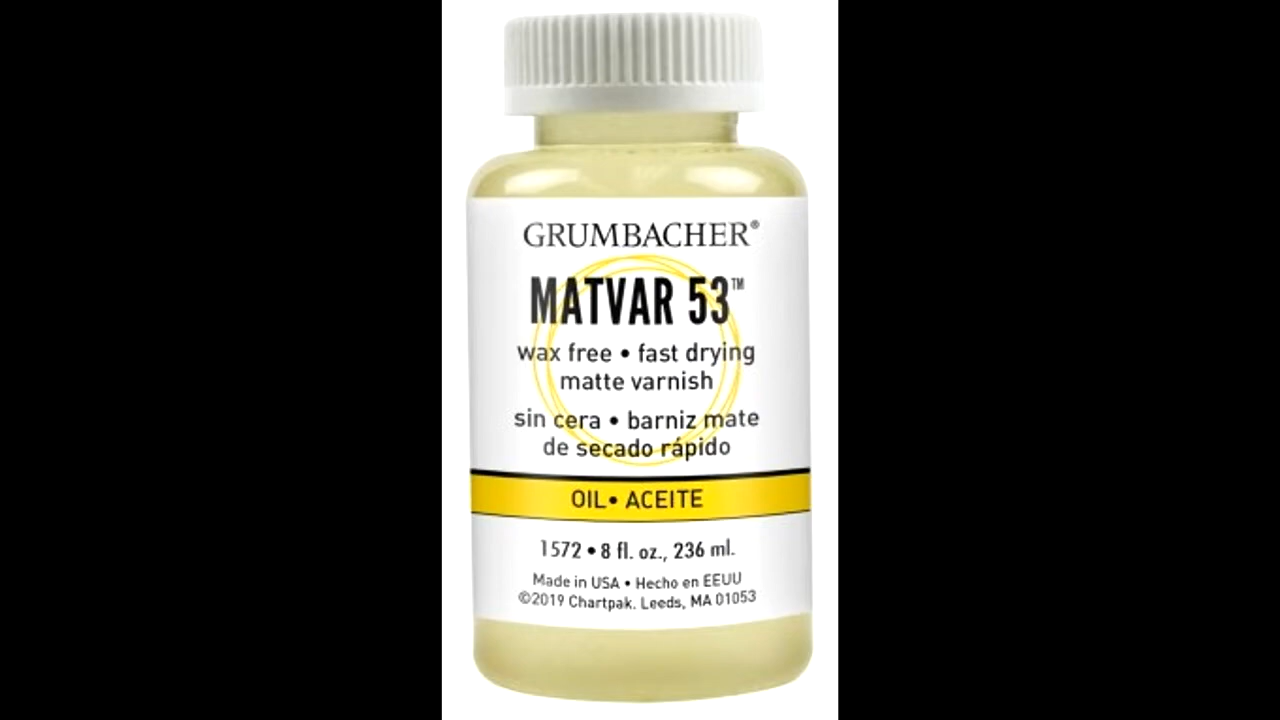 GRUMBACHER®
MATVAR 53™
wax free • fast drying
matte varnish
sin cera • barniz mate
de secado rápido
OIL• ACEITE
1572 • 8 fl. oz., 236 ml.
Made in USA • Hecho en EEUU
©2019 Chartpak. Leeds, MA 01053